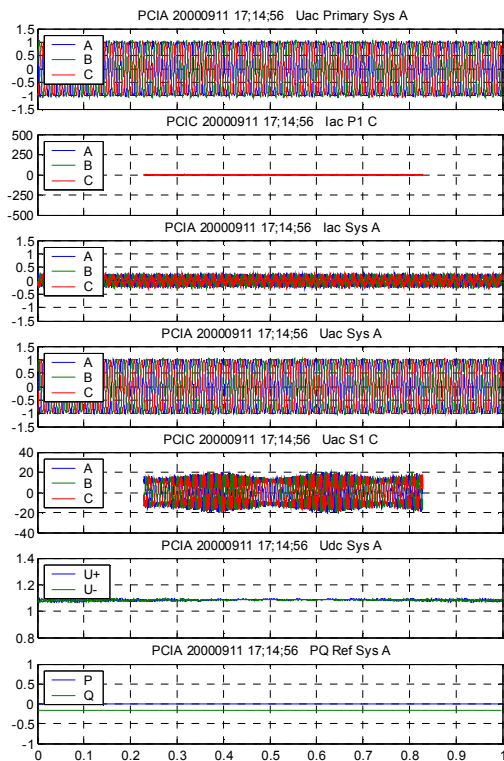 PCIA 20000911 17;14;56 Uac Primary Sys A
1.5
1
0.5
0
-0.5
-1
-1.5
A
B
C
PCIC 20000911 17;14;56 Iac P1 C
500
250
0
-250
-500
A
B
C
PCIA 20000911 17;14;56 Iac Sys A
1.5
1
0.5
0
-0.5
-1
-1.5
A
B
C
PCIA 20000911 17;14;56 Uac Sys A
1.5
1
0.5
0
-0.5
-1
-1.5
A
B
C
PCIC 20000911 17;14;56 Uac S1 C
40
20
0
-20
-40
A
B
C
PCIA 20000911 17;14;56 Udc Sys A
1.4
1.2
1
0.8
U+
U-
PCIA 20000911 17;14;56 PQ Ref Sys A
1
0.5
0
-0.5
-1
P
Q
0 0.1 0.2 0.3 0.4 0.5 0.6 0.7 0.8 0.9 1